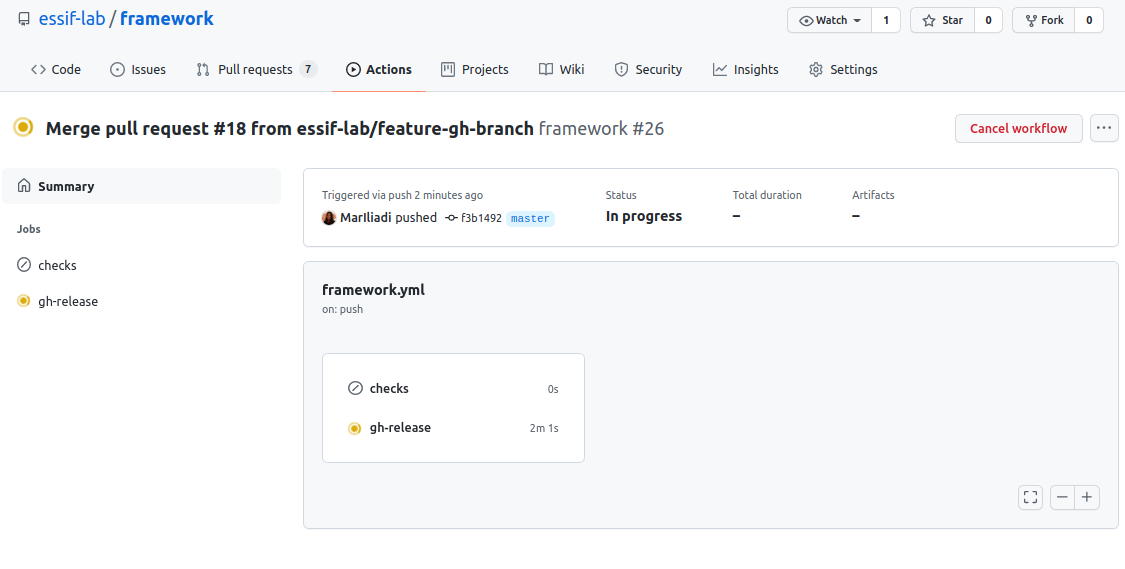 essif-lab / framework
Watch 1 Star 0 Fork 0
Code Issues Pull requests 7 Actions Projects Wiki Security Insights Settings
Merge pull request #18 from essif-lab/feature-gh-branch framework #26
Cancel workflow ...
Summary
Triggered via push 2 minutes ago Status Total duration Artifacts
MarIliadi pushed f3b1492 master In progress – –
Jobs
checks
gh-release
framework.yml
on: push
checks 0s
gh-release 2m 1s